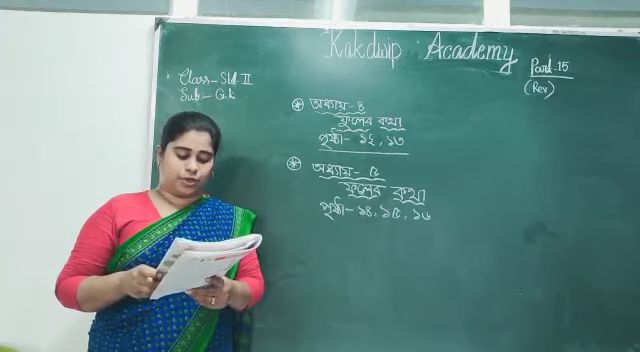 Kakdwip Academy
Part-15
(Rev)
Class-Std-II
Sub-G.K
অধ্যায়-৪
ফুলের কথা
পৃষ্ঠা-১২,১৩
অধ্যায়-৫
ফলের কথা
পৃষ্ঠা-১৪,১৫,১৬